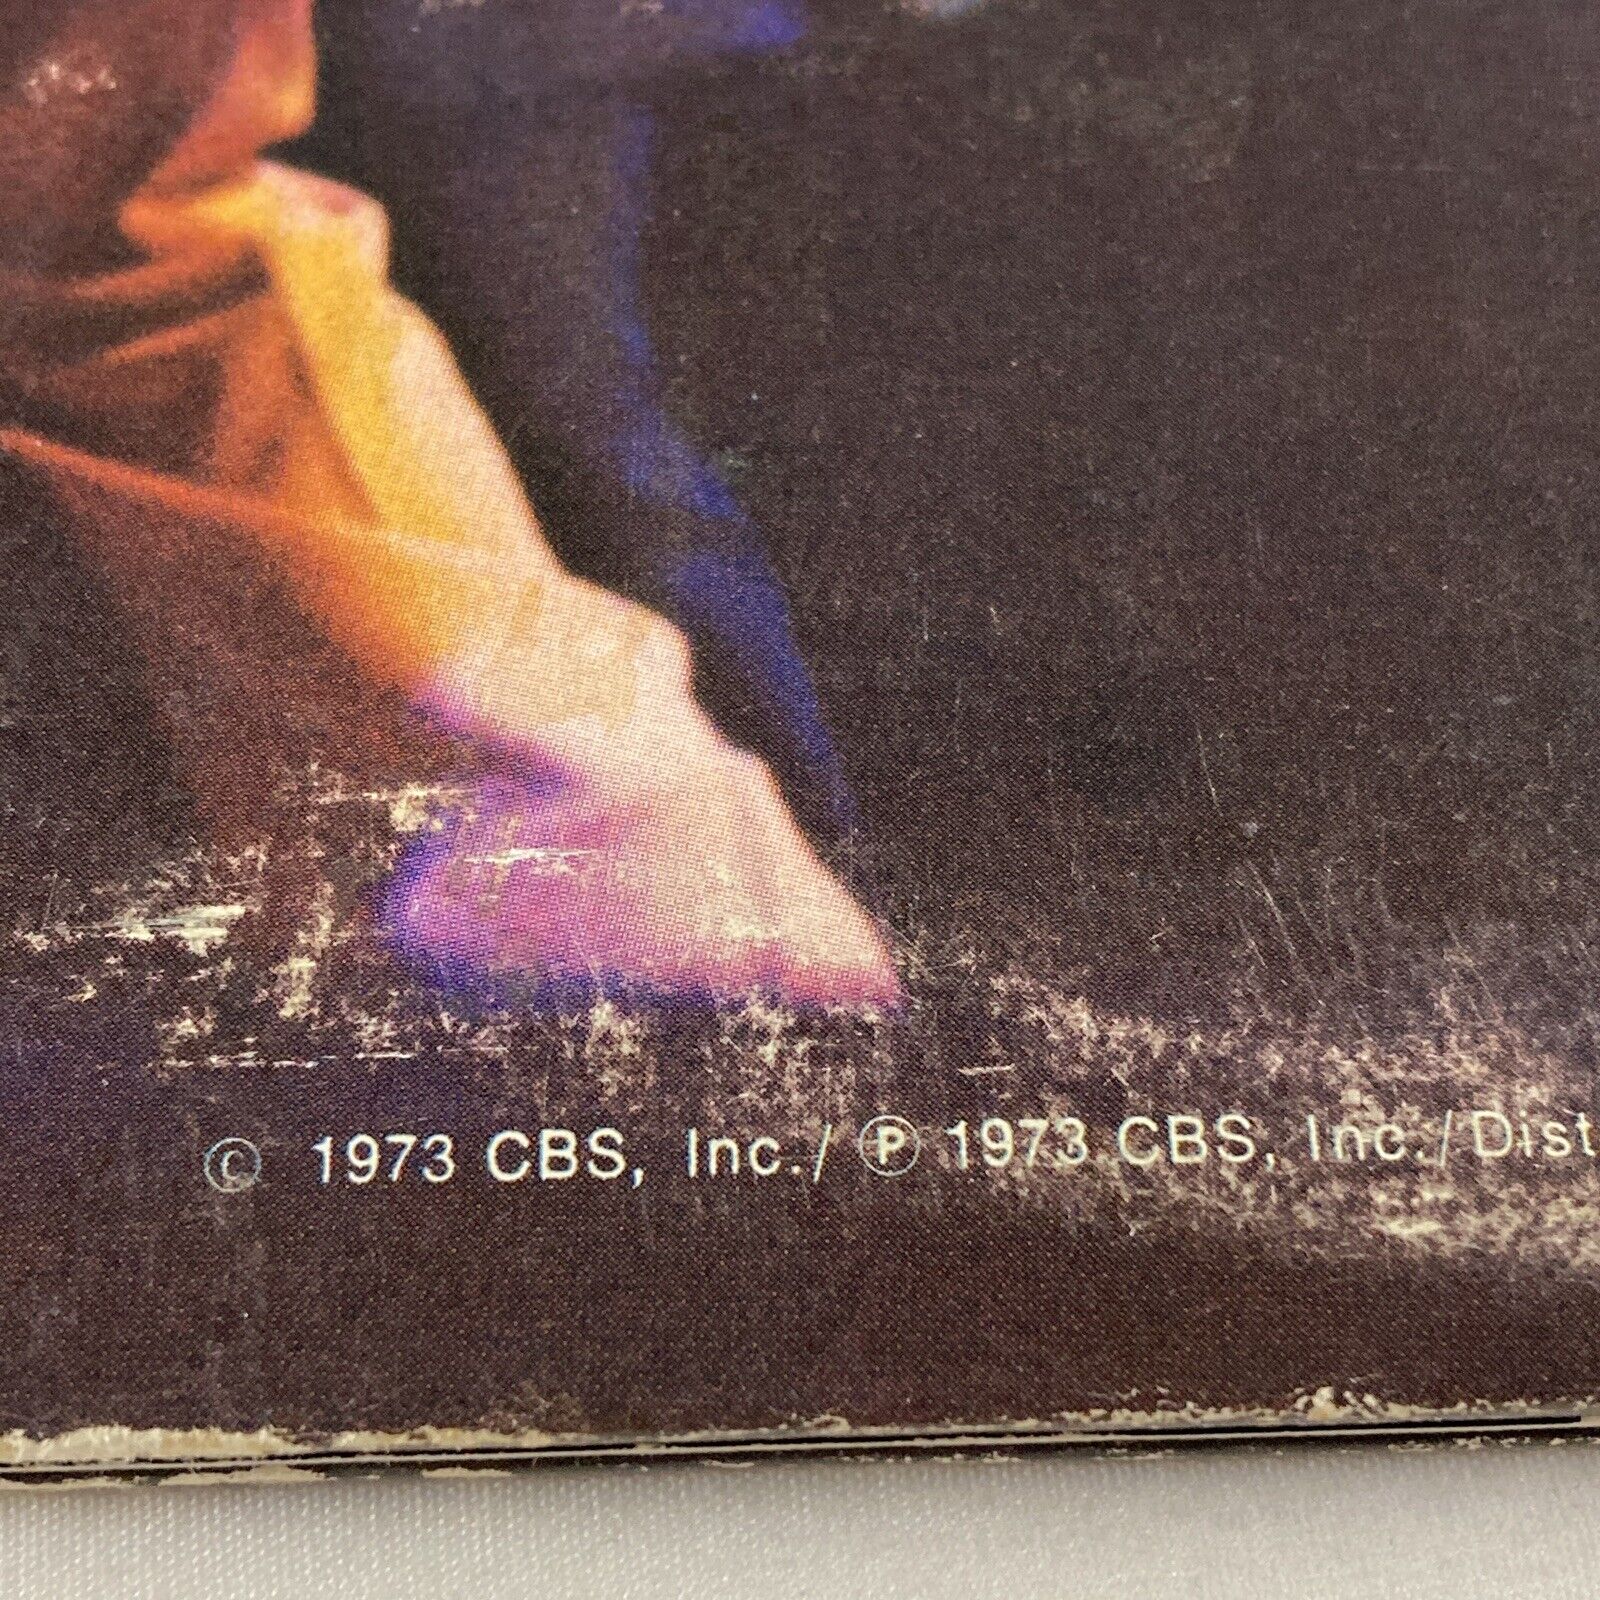 © 1973 CBS, Inc./ ℗ 1973 CBS, Inc./Dist